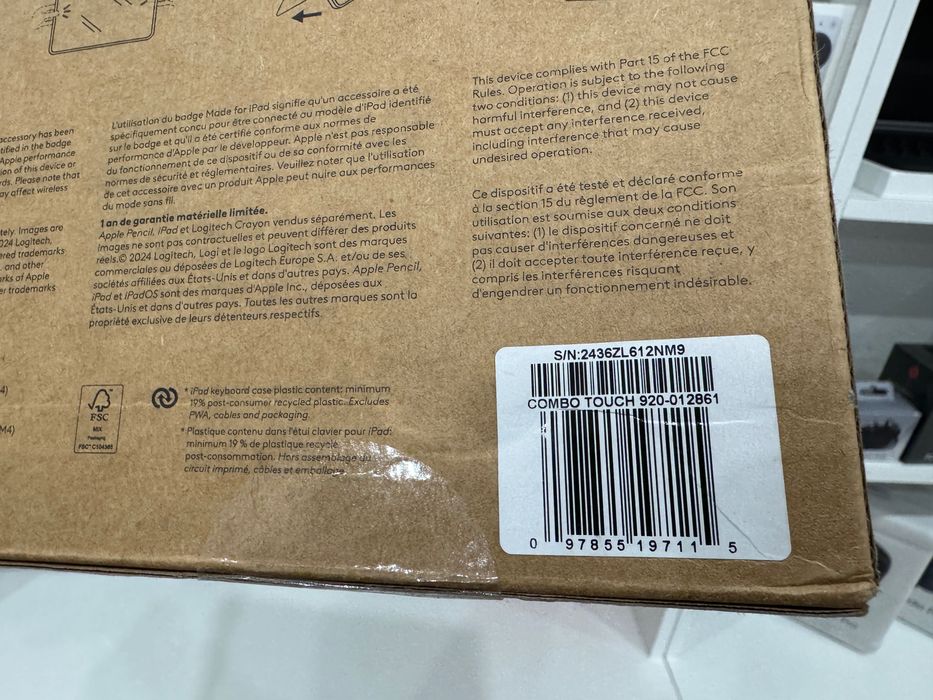 accessory has been
tified in the badge
Apple performance
ion of this device or
rds. Please note that
ay affect wireless
tely. Images are
024 Logitech,
ered trademarks
. and other
arks of Apple
er trademarks
4)
M4)
L'utilisation du badge Made for iPad signifie qu'un accessoire a été
spécifiquement conçu pour être connecté au modèle d'iPad identifié
sur le badge et qu'il a été certifié conforme aux normes de
performance d'Apple par le développeur. Apple n'est pas responsable
du fonctionnement de ce dispositif ou de sa conformité avec les
normes de sécurité et réglementaires. Veuillez noter que l'utilisation
de cet accessoire avec un produit Apple peut nuire aux performances
du mode sans fil.
1 an de garantie matérielle limitée.
Apple Pencil, iPad et Logitech Crayon vendus séparément. Les
images ne sont pas contractuelles et peuvent différer des produits
réels.© 2024 Logitech, Logi et le logo Logitech sont des marques
commerciales ou déposées de Logitech Europe S.A. et/ou de ses
sociétés affiliées aux États-Unis et dans d'autres pays. Apple Pencil,
iPad et iPadOS sont des marques d'Apple Inc., déposées aux
États-Unis et dans d'autres pays. Toutes les autres marques sont la
propriété exclusive de leurs détenteurs respectifs.
This device complies with Part 15 of the FCC
Rules. Operation is subject to the following
two conditions: (1) this device may not cause
harmful interference, and (2) this device
must accept any interference received,
including interference that may cause
undesired operation.
Ce dispositif a été testé et déclaré conforme
à la section 15 du règlement de la FCC. Son
utilisation est soumise aux deux conditions
suivantes: (1) le dispositif concerné ne doit
pas causer d'interférences dangereuses et
(2) il doit accepter toute interférence reçue, y
compris les interférences risquant
d'engendrer un fonctionnement indésirable.
FSC
MIX
Packaging
FSC® C104365
* iPad keyboard case plastic content: minimum
19% post-consumer recycled plastic. Excludes
PWA, cables and packaging.
* Plastique contenu dans l'étui clavier pour iPad:
minimum 19 % de plastique recyclé
post-consommation. Hors assemblage du
circuit imprimé, câbles et emballage.
S/N:2436ZL612NM9
COMBO TOUCH 920-012861
0 97855 19711 5